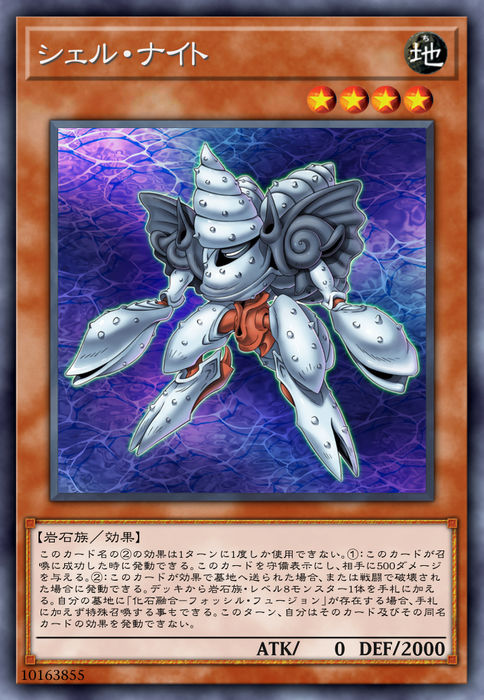 シェル・ナイト
地
ち
【岩石族／効果】
このカード名の②の効果は1ターンに1度しか使用できない。①：このカードが召
喚に成功した時に発動できる。このカードを守備表示にし、相手に500ダメージ
を与える。②：このカードが効果で墓地へ送られた場合、または戦闘で破壊され
た場合に発動できる。デッキから岩石族・レベル8モンスター1体を手札に加え
る。自分の墓地に「化石融合－フォッシル・フュージョン」が存在する場合、手札
に加えず特殊召喚する事もできる。このターン、自分はそのカード及びその同名
カードの効果を発動できない。
ATK/ 0 DEF/2000
10163855